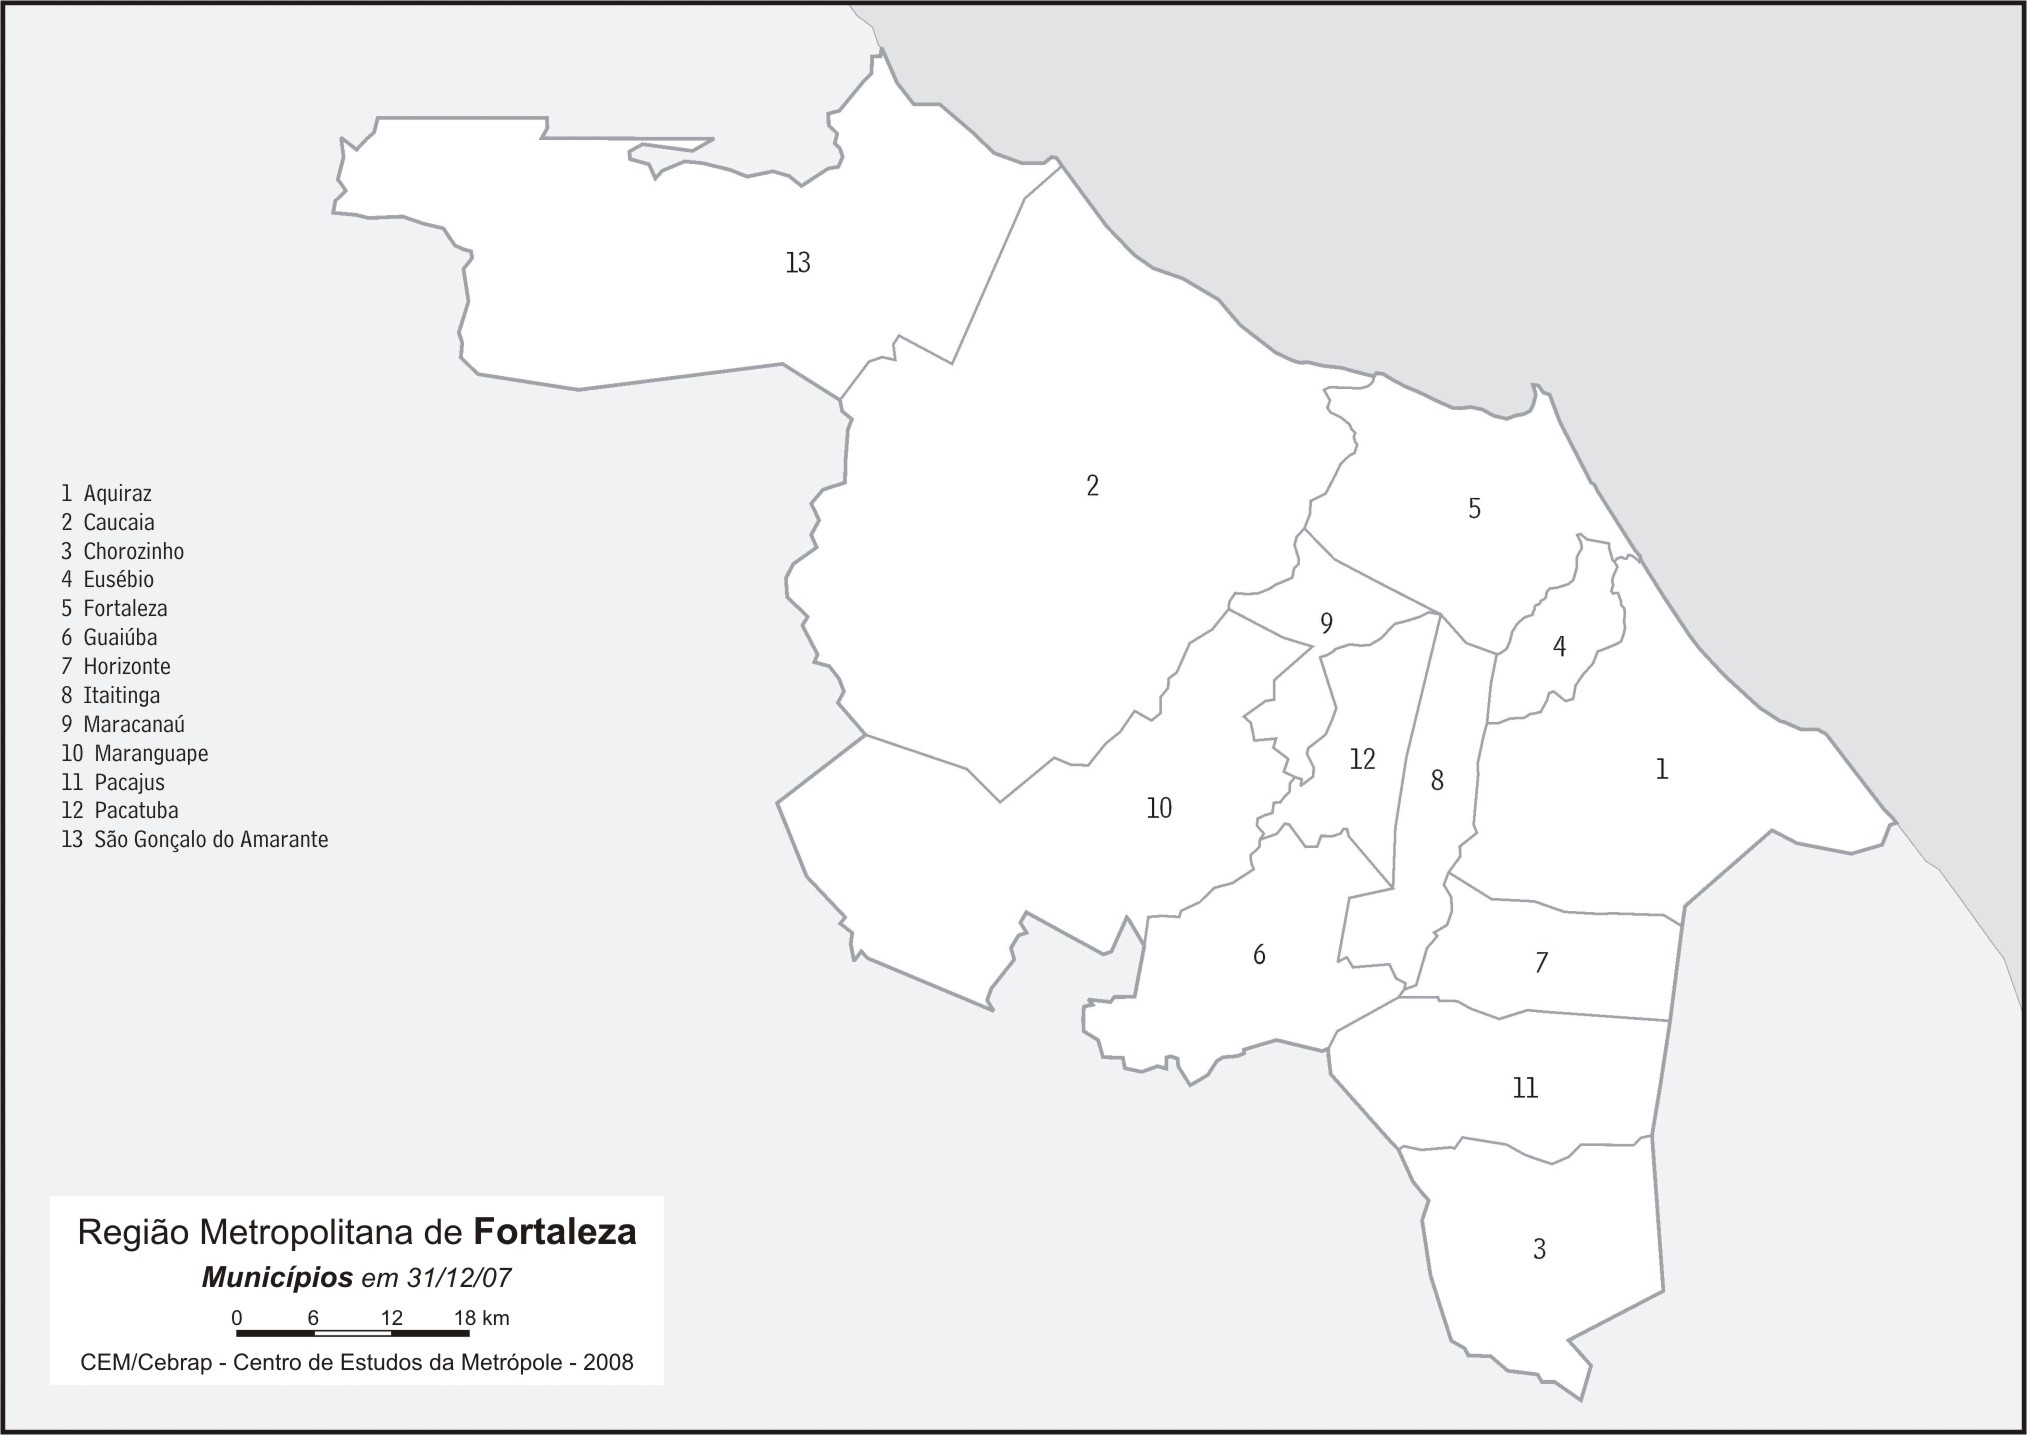 13
2
5
9
4
12
8
1
10
6
7
11
3
1 Aquiraz
2 Caucaia
3 Chorozinho
4 Eusébio
5 Fortaleza
6 Guaiúba
7 Horizonte
8 Itaitinga
9 Maracanaú
10 Maranguape
11 Pacajus
12 Pacatuba
13 São Gonçalo do Amarante
Região Metropolitana de Fortaleza
Municípios em 31/12/07
0 6 12 18 km
CEM/Cebrap - Centro de Estudos da Metrópole - 2008